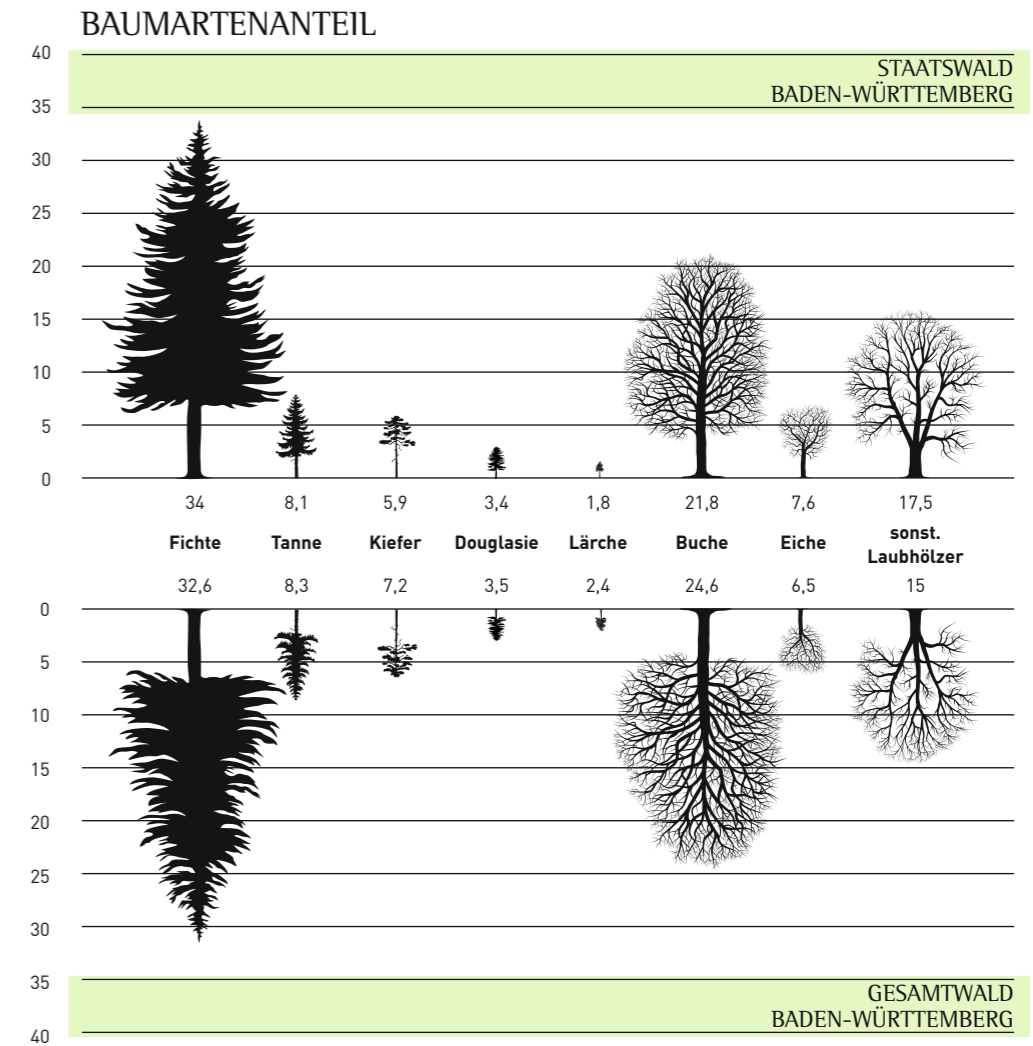 BAUMARTENANTEIL
40
STAATSWALD
BADEN-WÜRTTEMBERG
35
30
25
20
15
10
5
0
34 8,1 5,9 3,4 1,8 21,8 7,6 17,5
Fichte Tanne Kiefer Douglasie Lärche Buche Eiche sonst.
Laubhölzer
32,6 8,3 7,2 3,5 2,4 24,6 6,5 15
0
5
10
15
20
25
30
35
GESAMTWALD
BADEN-WÜRTTEMBERG
40